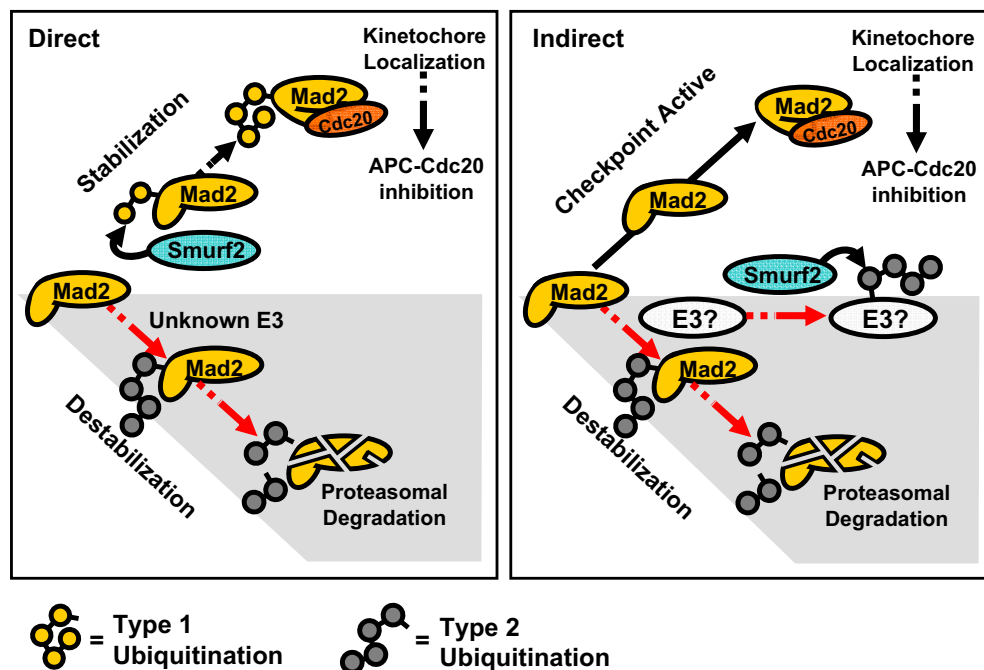 Direct
Kinetochore
Localization
Stabilization
Mad2
Cdc20
APC-Cdc20
inhibition
Mad2
Smurf2
Mad2
Unknown E3
Mad2
Destabilization
Proteasomal
Degradation
Indirect
Kinetochore
Localization
Checkpoint Active
Mad2
Cdc20
APC-Cdc20
inhibition
Mad2
Smurf2
Mad2
E3?
E3?
Mad2
Destabilization
Proteasomal
Degradation
= Type 1
Ubiquitination
= Type 2
Ubiquitination